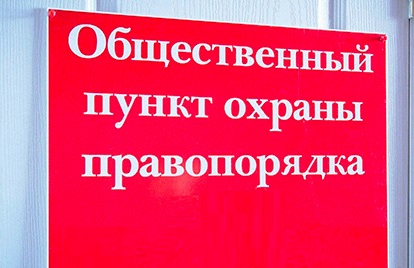 Общественный
пункт охраны
правопорядка